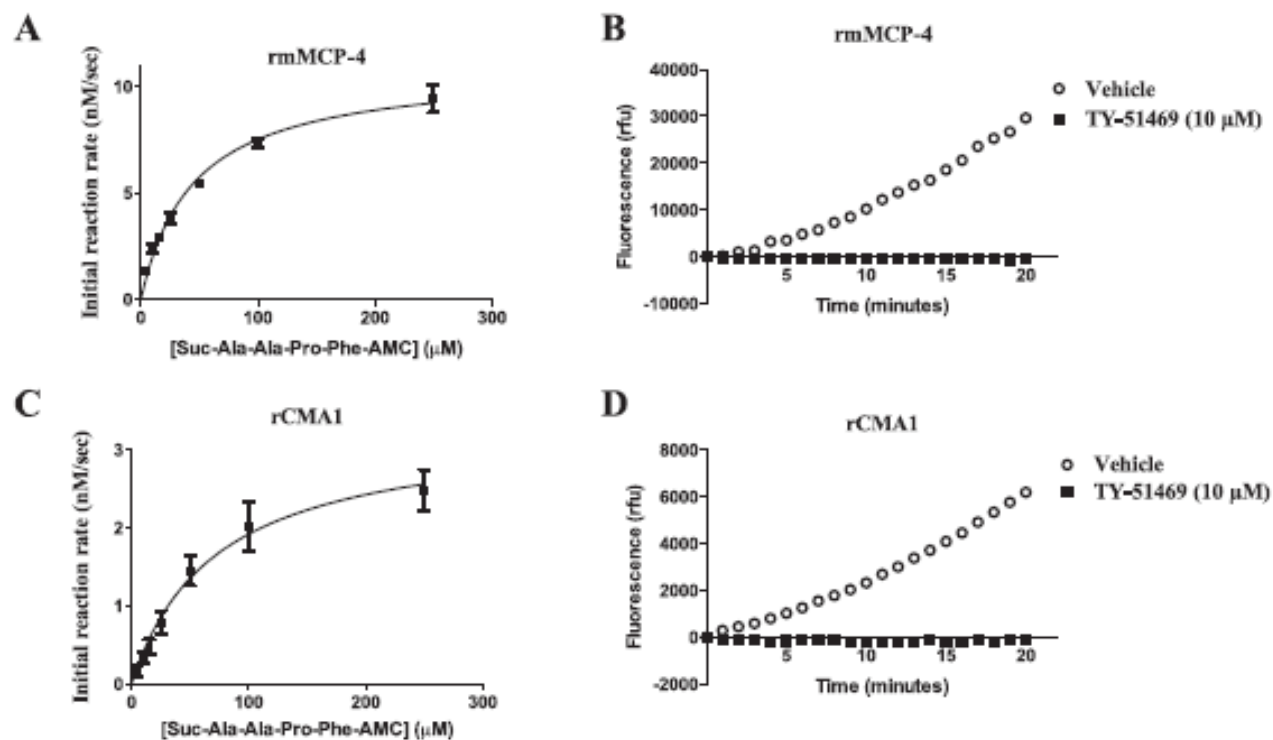 A
rmMCP-4
Initial reaction rate (nM/sec)
10
5
0
0
100
200
300
[Suc-Ala-Ala-Pro-Phe-AMC] (μM)
B
rmMCP-4
Fluorescence (rfu)
40000
30000
20000
10000
0
-10000
5
10
15
20
Time (minutes)
Vehicle
TY-51469 (10 μM)
C
rCMA1
Initial reaction rate (nM/sec)
3
2
1
0
0
100
200
300
[Suc-Ala-Ala-Pro-Phe-AMC] (μM)
D
rCMA1
Fluorescence (rfu)
8000
6000
4000
2000
0
-2000
5
10
15
20
Time (minutes)
Vehicle
TY-51469 (10 μM)